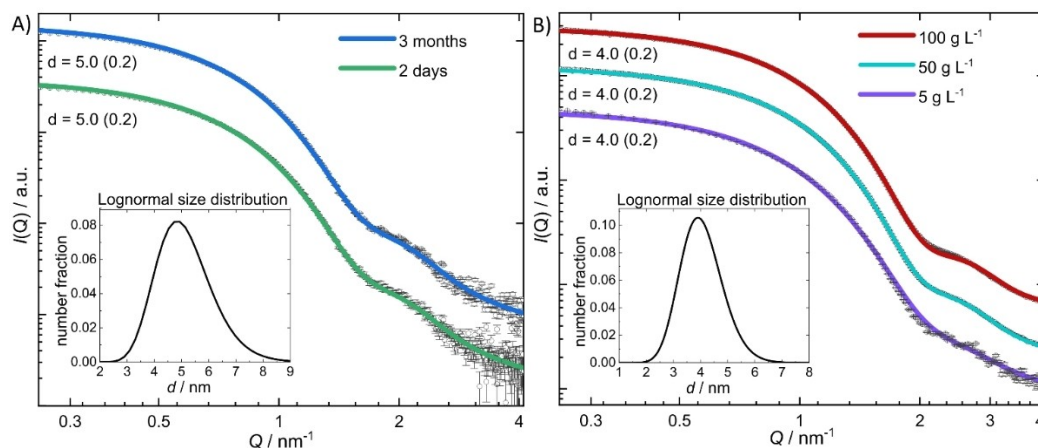 A)
I(Q) / a.u.
3 months
2 days
d = 5.0 (0.2)
d = 5.0 (0.2)
Lognormal size distribution
number fraction
0.08
0.06
0.04
0.02
0.00
2 3 4 5 6 7 8 9
d / nm
0.3 0.5 1 2 3 4
Q / nm⁻¹
B)
I(Q) / a.u.
100 g L⁻¹
50 g L⁻¹
5 g L⁻¹
d = 4.0 (0.2)
d = 4.0 (0.2)
d = 4.0 (0.2)
Lognormal size distribution
number fraction
0.10
0.08
0.06
0.04
0.02
0.00
1 2 3 4 5 6 7 8
d / nm
0.3 0.5 1 2 3
Q / nm⁻¹